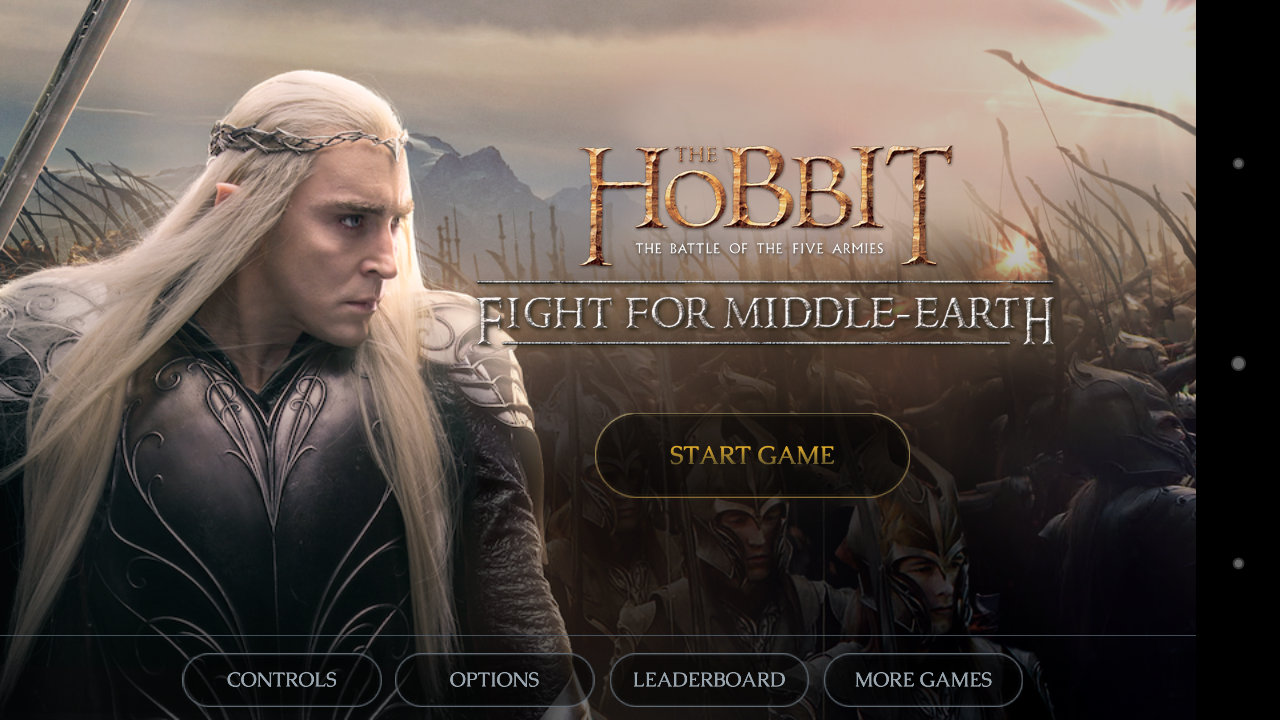 THE
HOBBIT
THE BATTLE OF THE FIVE ARMIES
FIGHT FOR MIDDLE-EARTH
START GAME
CONTROLS
OPTIONS
LEADERBOARD
MORE GAMES